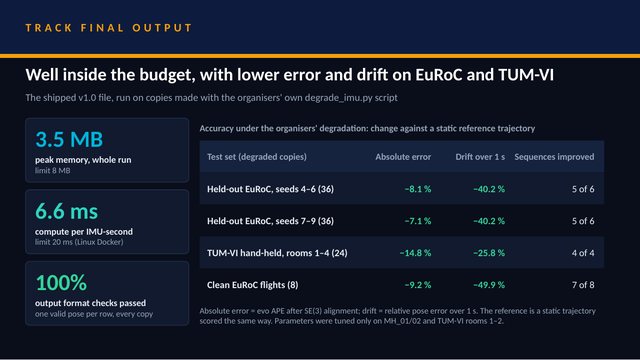 TRACK FINAL OUTPUT
Well inside the budget, with lower error and drift on EuRoC and TUM-VI
The shipped v1.0 file, run on copies made with the organisers' own degrade_imu.py script
3.5 MB
peak memory, whole run
limit 8 MB
6.6 ms
compute per IMU-second
limit 20 ms (Linux Docker)
100%
output format checks passed
one valid pose per row, every copy
Accuracy under the organisers' degradation: change against a static reference trajectory
Test set (degraded copies) Absolute error Drift over 1 s Sequences improved
Held-out EuRoC, seeds 4–6 (36) −8.1 % −40.2 % 5 of 6
Held-out EuRoC, seeds 7–9 (36) −7.1 % −40.2 % 5 of 6
TUM-VI hand-held, rooms 1–4 (24) −14.8 % −25.8 % 4 of 4
Clean EuRoC flights (8) −9.2 % −49.9 % 7 of 8
Absolute error = evo APE after SE(3) alignment; drift = relative pose error over 1 s. The reference is a static trajectory
scored the same way. Parameters were tuned only on MH_01/02 and TUM-VI rooms 1–2.